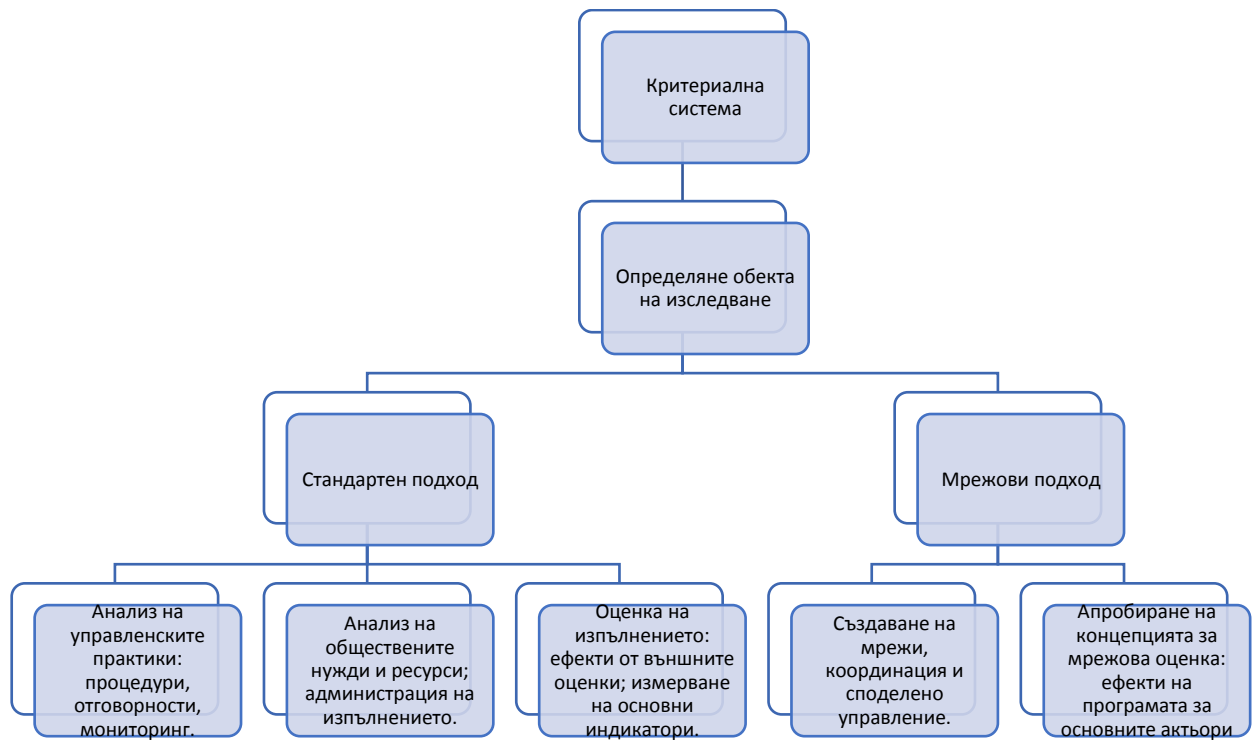 Критериална
система
Определяне обекта
на изследване
Стандартен подход
Мрежови подход
Анализ на
управленските
практики:
процедури,
отговорности,
мониторинг.
Анализ на
обществените
нужди и ресурси;
администрация на
изпълнението.
Оценка на
изпълнението:
ефекти от външните
оценки; измерване
на основни
индикатори.
Създаване на
мрежи,
координация и
споделено
управление.
Апробиране на
концепцията за
мрежова оценка:
ефекти на
програмата за
основните актьори